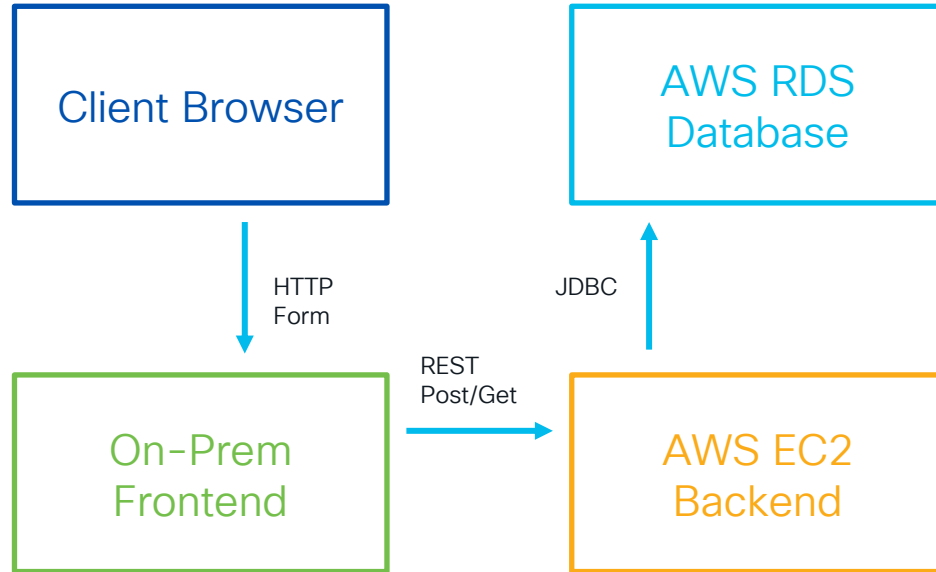 Client Browser
AWS RDS
Database
HTTP
Form
JDBC
REST
Post/Get
On-Prem
Frontend
AWS EC2
Backend